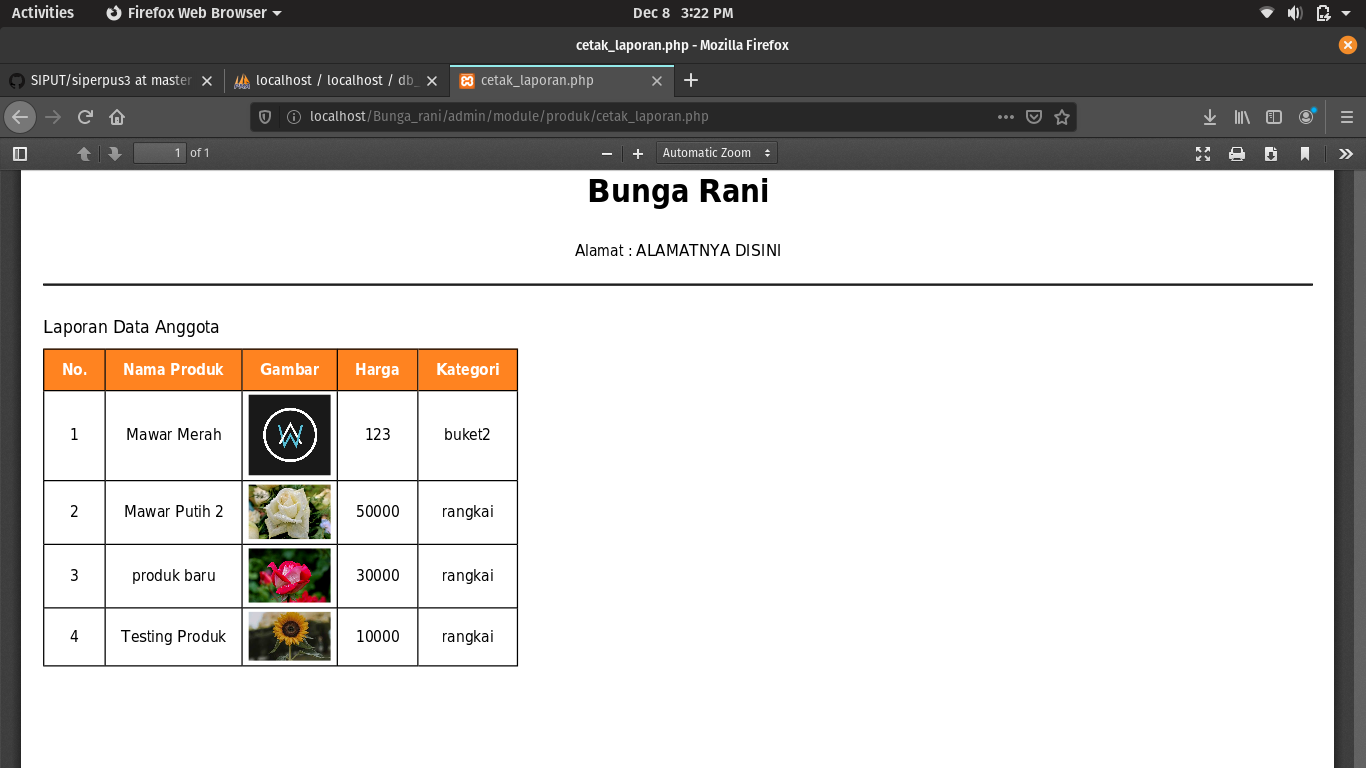 Activities Firefox Web Browser Dec 8 3:22 PM
cetak_laporan.php - Mozilla Firefox
SIPUT/siperpus3 at master localhost / localhost / db_ cetak_laporan.php
localhost/Bunga_rani/admin/module/produk/cetak_laporan.php
1 of 1 Automatic Zoom
Bunga Rani
Alamat : ALAMATNYA DISINI
Laporan Data Anggota
No. Nama Produk Gambar Harga Kategori
1 Mawar Merah 123 buket2
2 Mawar Putih 2 50000 rangkai
3 produk baru 30000 rangkai
4 Testing Produk 10000 rangkai